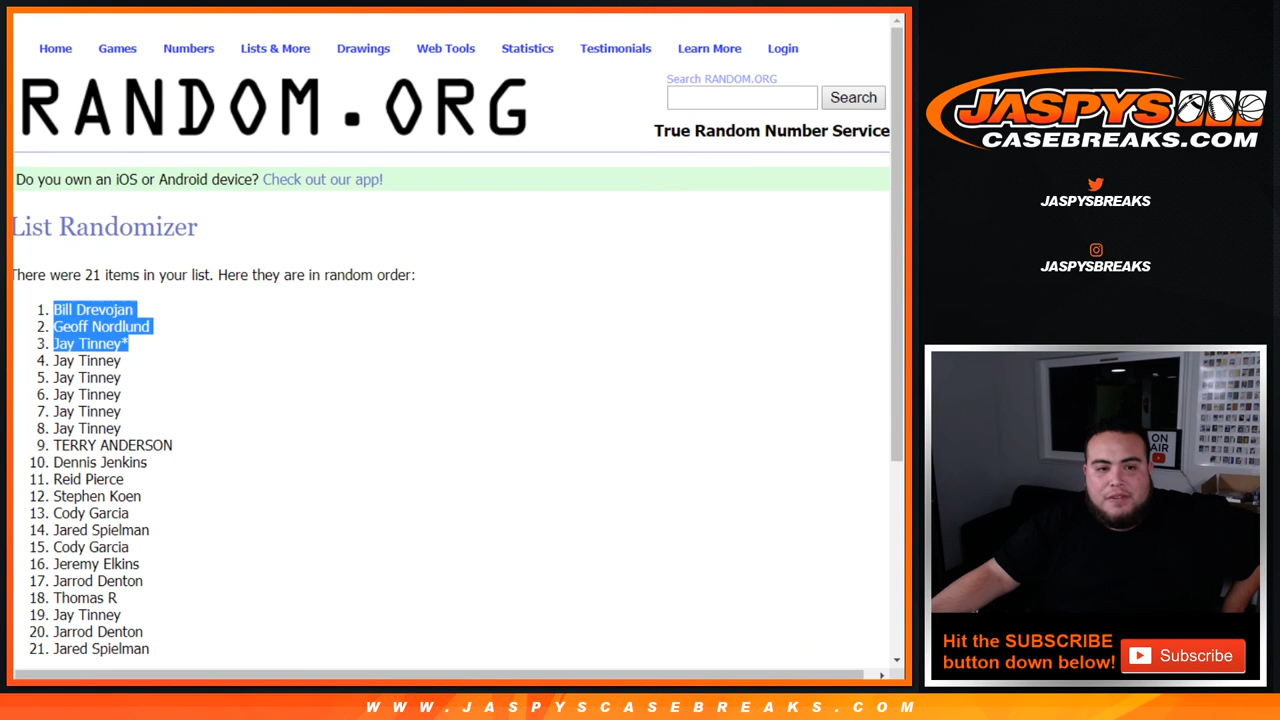 Home Games Numbers Lists & More Drawings Web Tools Statistics Testimonials Learn More Login
RANDOM.ORG
Search RANDOM.ORG
Search
True Random Number Service
Do you own an iOS or Android device? Check out our app!
List Randomizer
There were 21 items in your list. Here they are in random order:
1. Bill Drevojan
2. Geoff Nordlund
3. Jay Tinney*
4. Jay Tinney
5. Jay Tinney
6. Jay Tinney
7. Jay Tinney
8. Jay Tinney
9. TERRY ANDERSON
10. Dennis Jenkins
11. Reid Pierce
12. Stephen Koen
13. Cody Garcia
14. Jared Spielman
15. Cody Garcia
16. Jeremy Elkins
17. Jarrod Denton
18. Thomas R
19. Jay Tinney
20. Jarrod Denton
21. Jared Spielman
JASPYS
CASEBREAKS.COM
JASPYSBREAKS
JASPYSBREAKS
ON
AIR
Hit the SUBSCRIBE
button down below!
Subscribe
WWW.JASPYSCASEBREAKS.COM